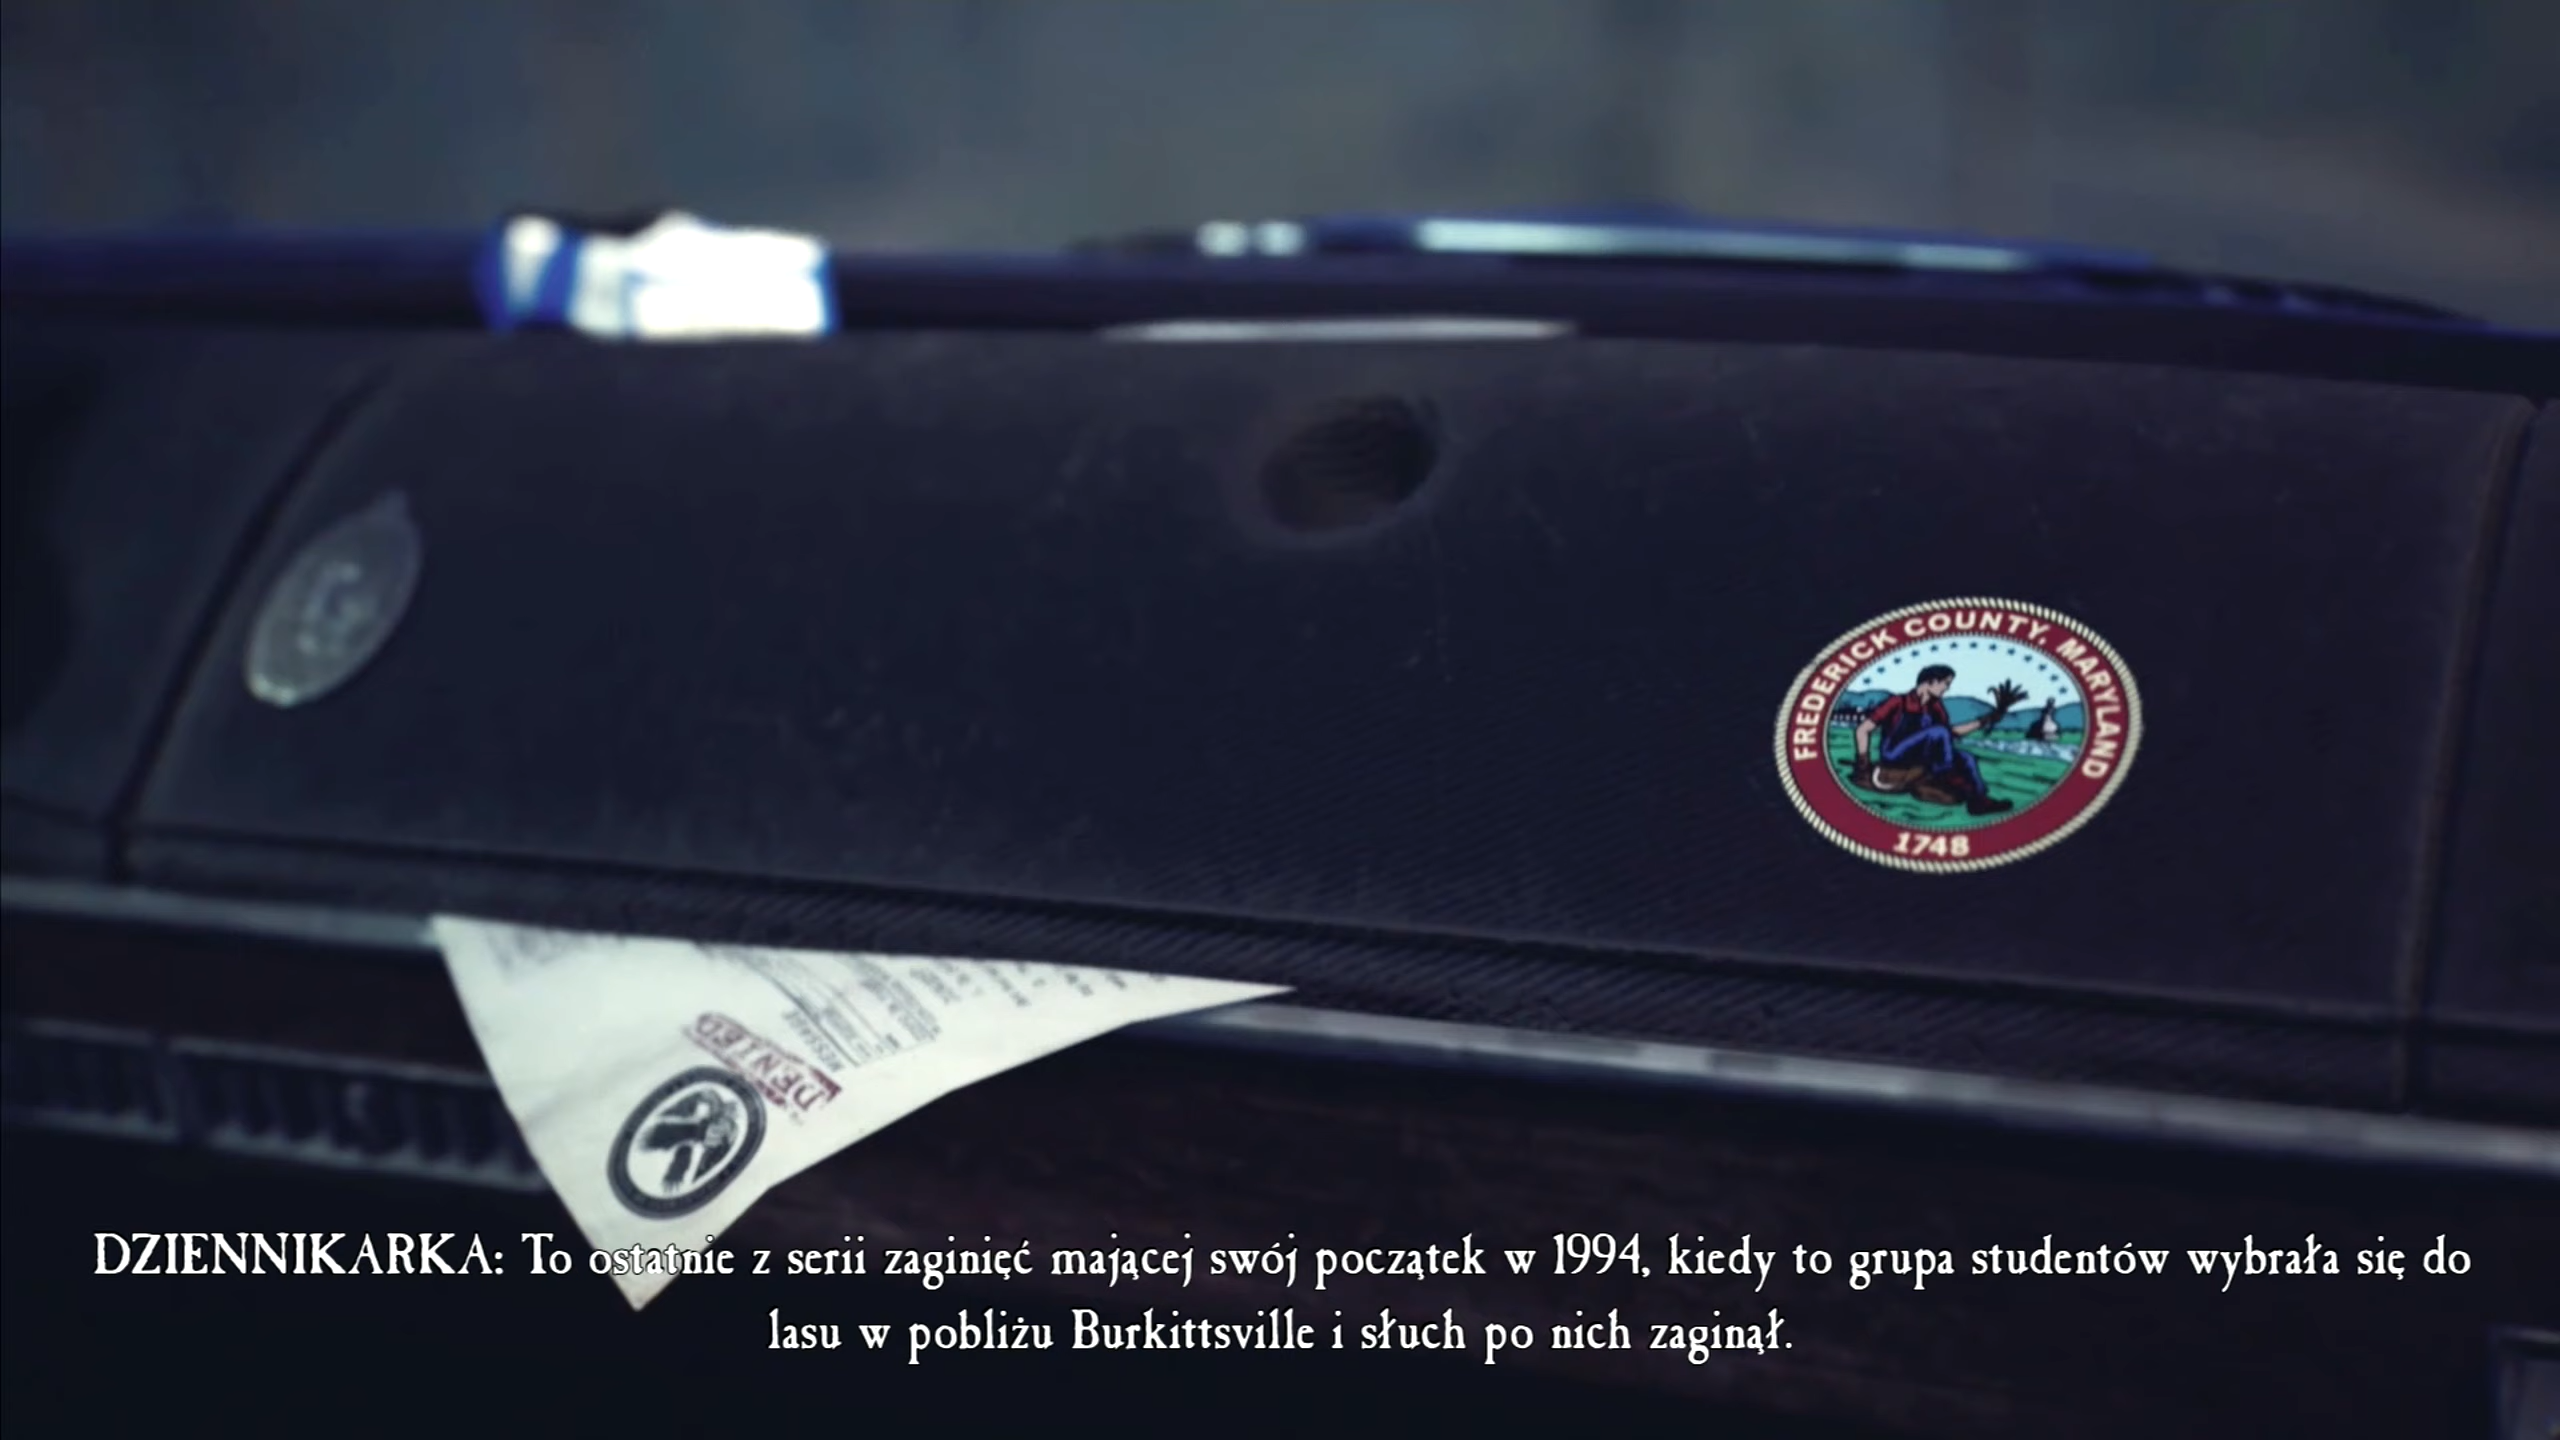 FREDERICK COUNTY, MARYLAND
1748
MESSAGE
DENIED
DZIENNIKARKA: To ostatnie z serii zaginięć mającej swój początek w 1994, kiedy to grupa studentów wybrała się do
lasu w pobliżu Burkittsville i słuch po nich zaginął.